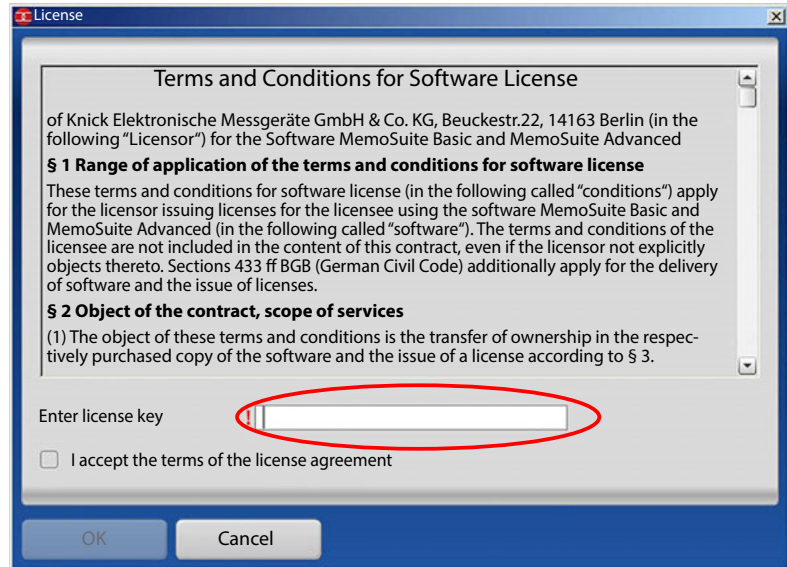 License
Terms and Conditions for Software License
of Knick Elektronische Messgeräte GmbH & Co. KG, Beuckestr.22, 14163 Berlin (in the
following “Licensor“) for the Software MemoSuite Basic and MemoSuite Advanced
§ 1 Range of application of the terms and conditions for software license
These terms and conditions for software license (in the following called “conditions“) apply
for the licensor issuing licenses for the licensee using the software MemoSuite Basic and
MemoSuite Advanced (in the following called “software“). The terms and conditions of the
licensee are not included in the content of this contract, even if the licensor not explicitly
objects thereto. Sections 433 ff BGB (German Civil Code) additionally apply for the delivery
of software and the issue of licenses.
§ 2 Object of the contract, scope of services
(1) The object of these terms and conditions is the transfer of ownership in the respec-
tively purchased copy of the software and the issue of a license according to § 3.
Enter license key !
I accept the terms of the license agreement
OK Cancel